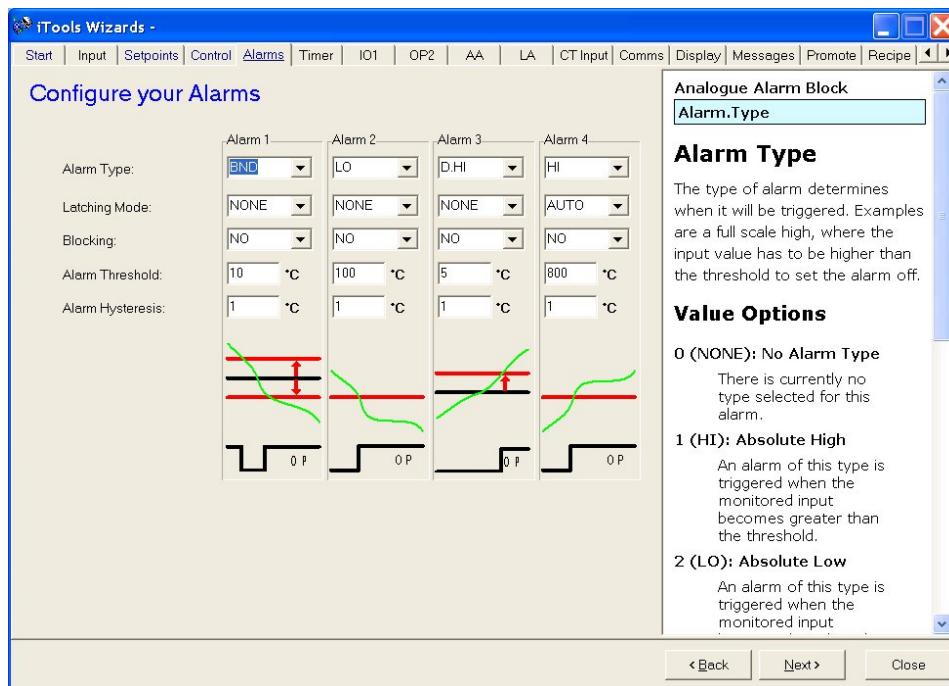 iTools Wizards -
Start Input Setpoints Control Alarms Timer IO1 OP2 AA LA CT Input Comms Display Messages Promote Recipe
Configure your Alarms
Alarm 1 Alarm 2 Alarm 3 Alarm 4
Alarm Type: BND LO D.HI HI
Latching Mode: NONE NONE NONE AUTO
Blocking: NO NO NO NO
Alarm Threshold: 10 °C 100 °C 5 °C 800 °C
Alarm Hysteresis: 1 °C 1 °C 1 °C 1 °C
OP OP OP OP
Analogue Alarm Block
Alarm.Type
Alarm Type
The type of alarm determines
when it will be triggered. Examples
are a full scale high, where the
input value has to be higher than
the threshold to set the alarm off.
Value Options
0 (NONE): No Alarm Type
There is currently no
type selected for this
alarm.
1 (HI): Absolute High
An alarm of this type is
triggered when the
monitored input
becomes greater than
the threshold.
2 (LO): Absolute Low
An alarm of this type is
triggered when the
monitored input
< Back Next > Close